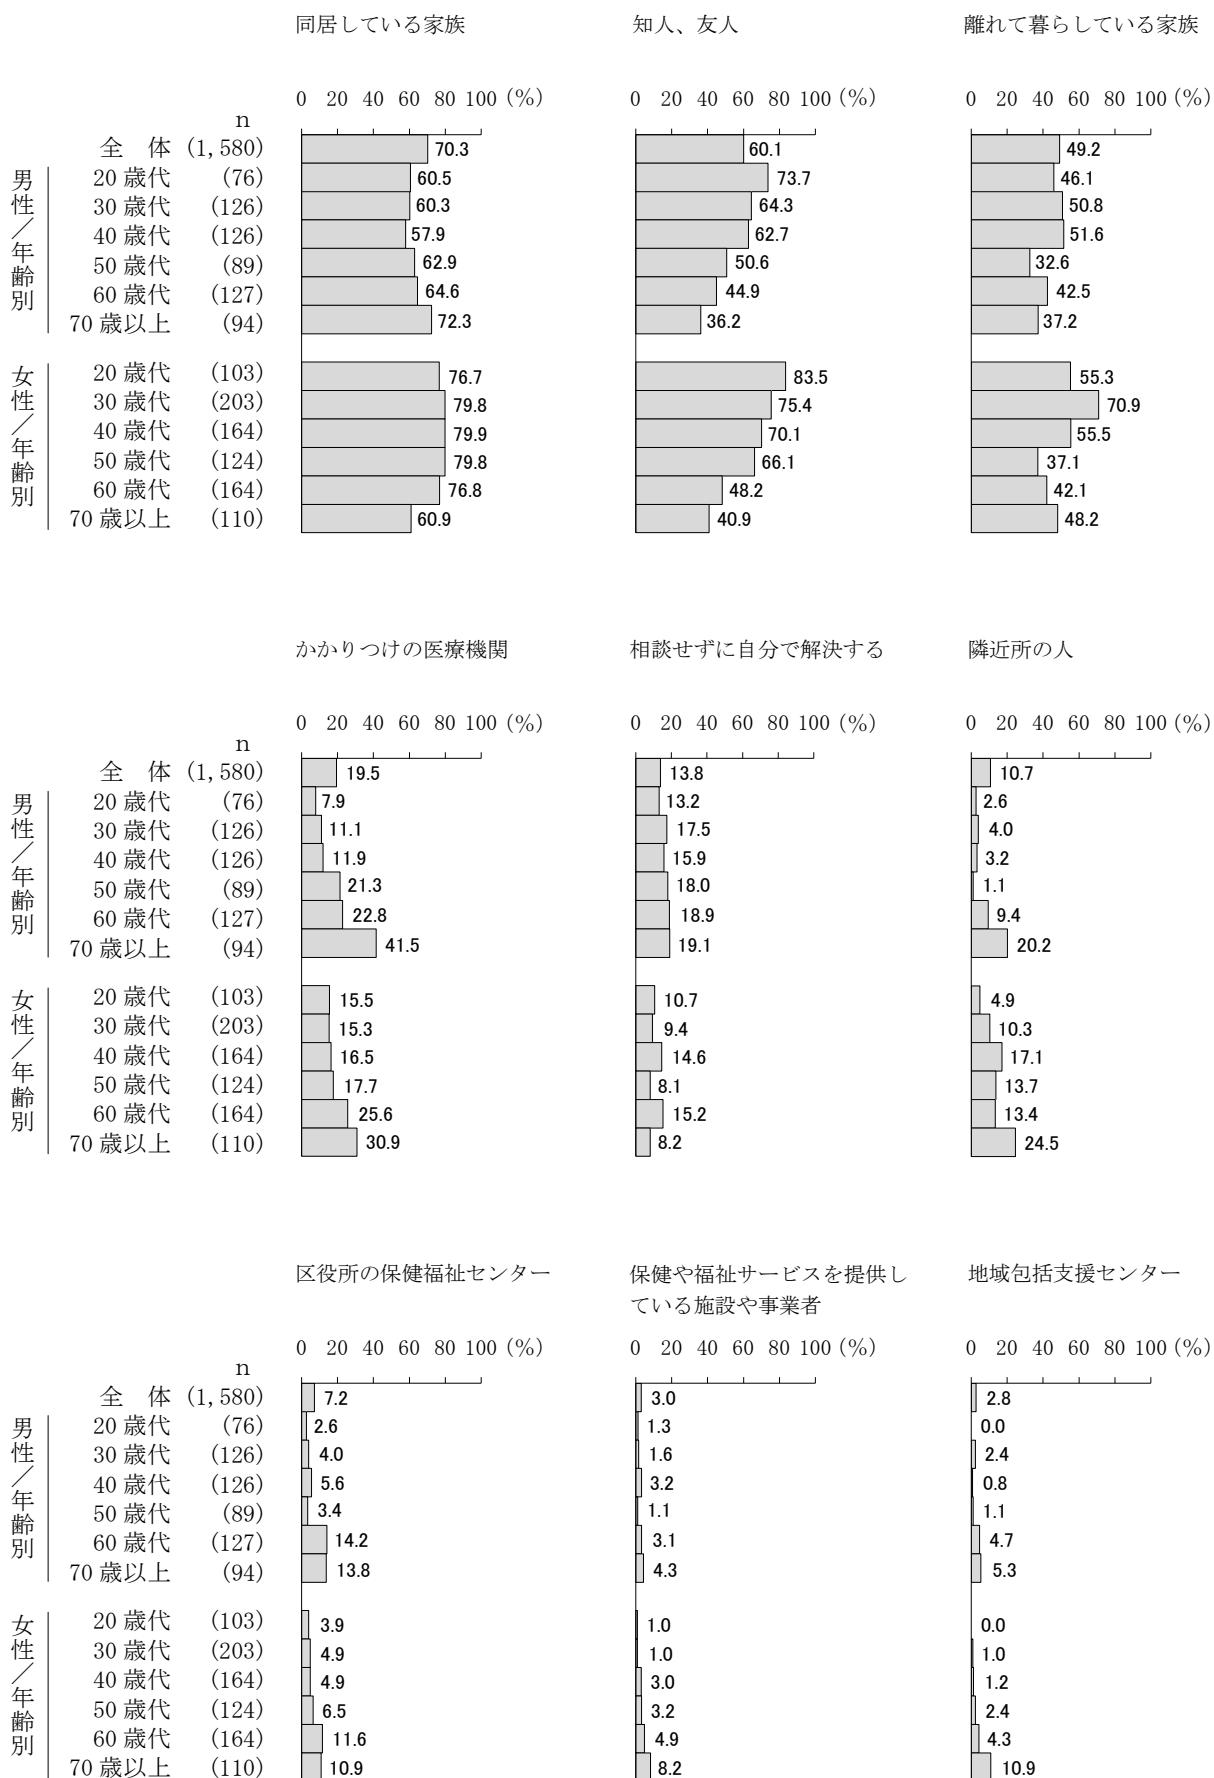 同居している家族 知人、友人 離れて暮らしている家族
0 20 40 60 80 100 (%) 0 20 40 60 80 100 (%) 0 20 40 60 80 100 (%)
n
全 体 (1,580) 70.3 60.1 49.2
男性／年齢別
20 歳代 (76) 60.5 73.7 46.1
30 歳代 (126) 60.3 64.3 50.8
40 歳代 (126) 57.9 62.7 51.6
50 歳代 (89) 62.9 50.6 32.6
60 歳代 (127) 64.6 44.9 42.5
70 歳以上 (94) 72.3 36.2 37.2
女性／年齢別
20 歳代 (103) 76.7 83.5 55.3
30 歳代 (203) 79.8 75.4 70.9
40 歳代 (164) 79.9 70.1 55.5
50 歳代 (124) 79.8 66.1 37.1
60 歳代 (164) 76.8 48.2 42.1
70 歳以上 (110) 60.9 40.9 48.2
かかりつけの医療機関 相談せずに自分で解決する 隣近所の人
0 20 40 60 80 100 (%) 0 20 40 60 80 100 (%) 0 20 40 60 80 100 (%)
n
全 体 (1,580) 19.5 13.8 10.7
男性／年齢別
20 歳代 (76) 7.9 13.2 2.6
30 歳代 (126) 11.1 17.5 4.0
40 歳代 (126) 11.9 15.9 3.2
50 歳代 (89) 21.3 18.0 1.1
60 歳代 (127) 22.8 18.9 9.4
70 歳以上 (94) 41.5 19.1 20.2
女性／年齢別
20 歳代 (103) 15.5 10.7 4.9
30 歳代 (203) 15.3 9.4 10.3
40 歳代 (164) 16.5 14.6 17.1
50 歳代 (124) 17.7 8.1 13.7
60 歳代 (164) 25.6 15.2 13.4
70 歳以上 (110) 30.9 8.2 24.5
区役所の保健福祉センター 保健や福祉サービスを提供し 地域包括支援センター
ている施設や事業者
0 20 40 60 80 100 (%) 0 20 40 60 80 100 (%) 0 20 40 60 80 100 (%)
n
全 体 (1,580) 7.2 3.0 2.8
男性／年齢別
20 歳代 (76) 2.6 1.3 0.0
30 歳代 (126) 4.0 1.6 2.4
40 歳代 (126) 5.6 3.2 0.8
50 歳代 (89) 3.4 1.1 1.1
60 歳代 (127) 14.2 3.1 4.7
70 歳以上 (94) 13.8 4.3 5.3
女性／年齢別
20 歳代 (103) 3.9 1.0 0.0
30 歳代 (203) 4.9 1.0 1.0
40 歳代 (164) 4.9 3.0 1.2
50 歳代 (124) 6.5 3.2 2.4
60 歳代 (164) 11.6 4.9 4.3
70 歳以上 (110) 10.9 8.2 10.9